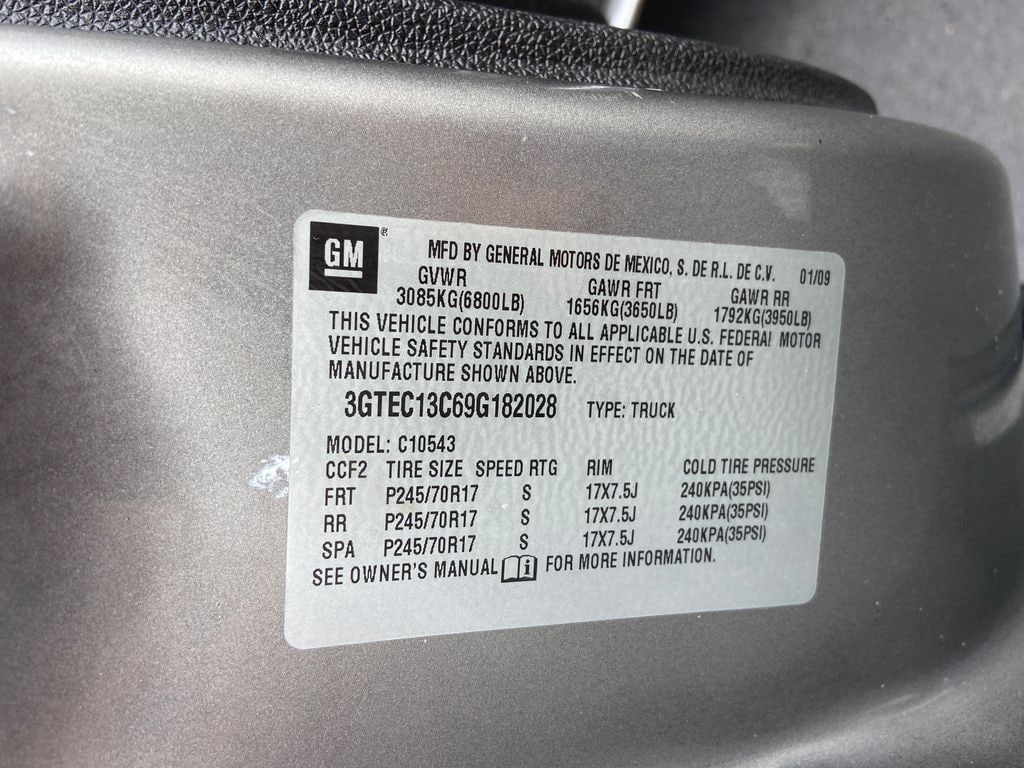 GM®
MFD BY GENERAL MOTORS DE MEXICO, S. DE R.L. DE C.V. 01/09
GVWR GAWR FRT GAWR RR
3085KG(6800LB) 1656KG(3650LB) 1792KG(3950LB)
THIS VEHICLE CONFORMS TO ALL APPLICABLE U.S. FEDERAL MOTOR
VEHICLE SAFETY STANDARDS IN EFFECT ON THE DATE OF
MANUFACTURE SHOWN ABOVE.
3GTEC13C69G182028 TYPE: TRUCK
MODEL: C10543
CCF2 TIRE SIZE SPEED RTG RIM COLD TIRE PRESSURE
FRT P245/70R17 S 17X7.5J 240KPA(35PSI)
RR P245/70R17 S 17X7.5J 240KPA(35PSI)
SPA P245/70R17 S 17X7.5J 240KPA(35PSI)
SEE OWNER'S MANUAL FOR MORE INFORMATION.